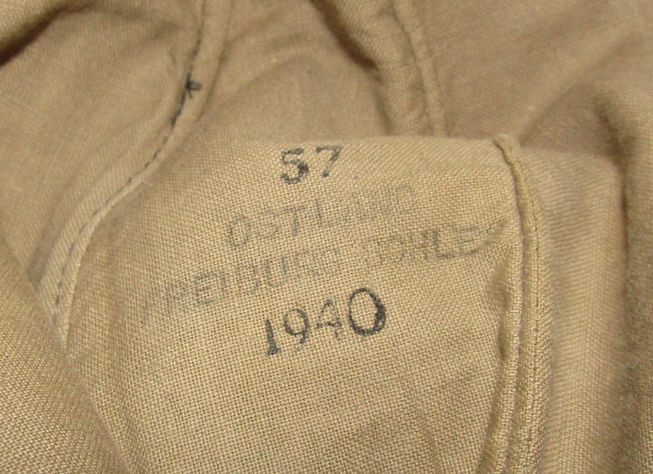 57
OSTLAND
FREIBURG SCHLES
1940